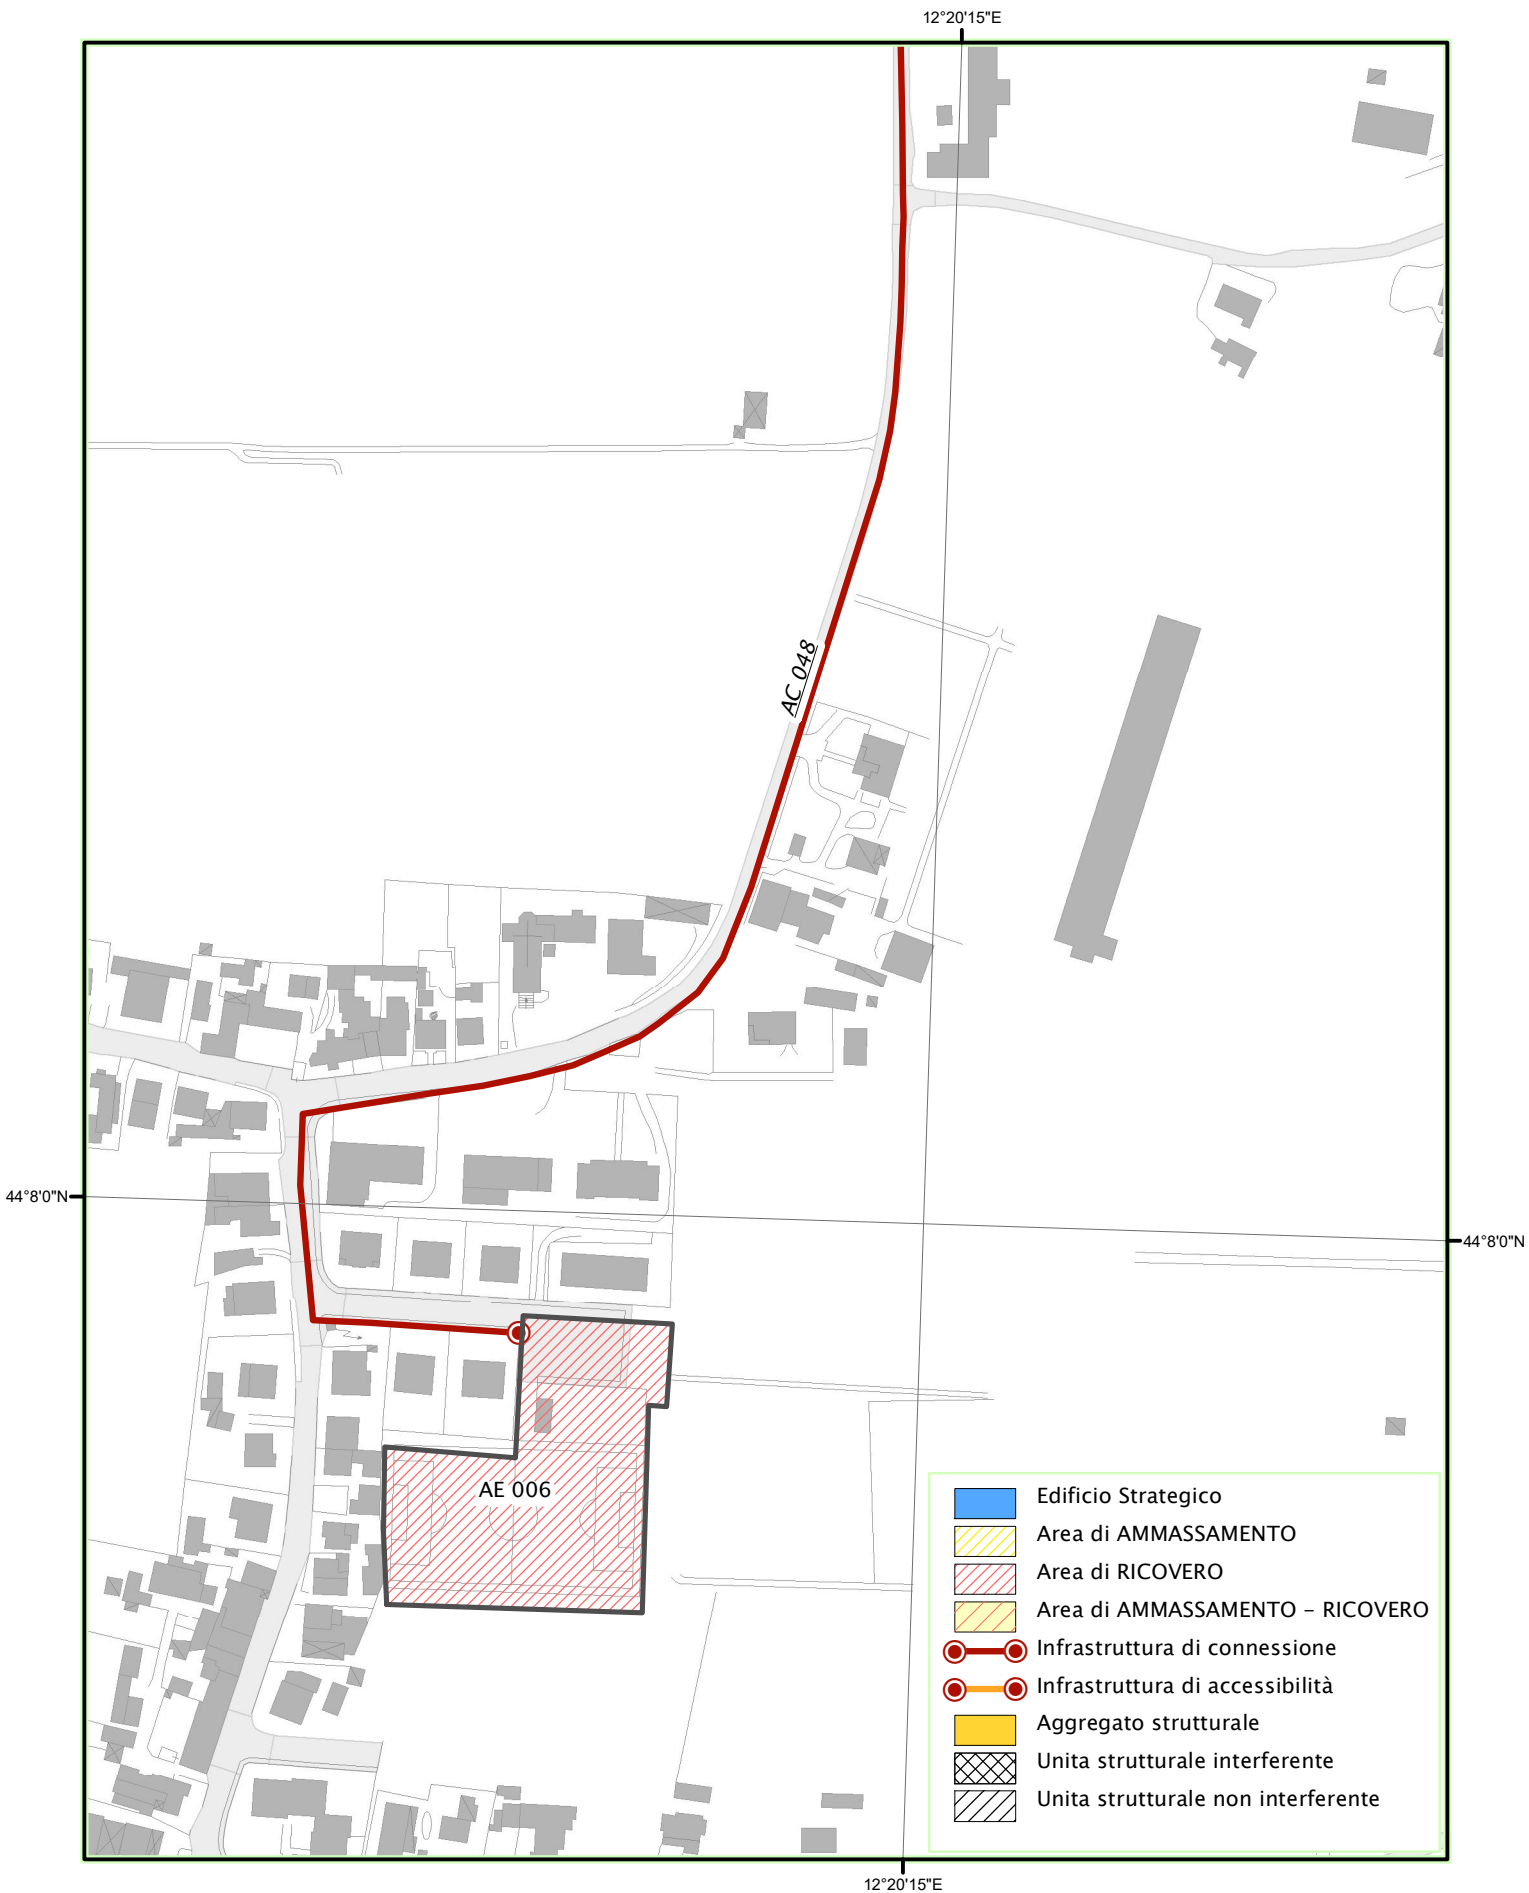 12°20'15"E
AC 048
44°8'0"N
44°8'0"N
AE 006
Edificio Strategico
Area di AMMASSAMENTO
Area di RICOVERO
Area di AMMASSAMENTO - RICOVERO
Infrastruttura di connessione
Infrastruttura di accessibilità
Aggregato strutturale
Unita strutturale interferente
Unita strutturale non interferente
12°20'15"E